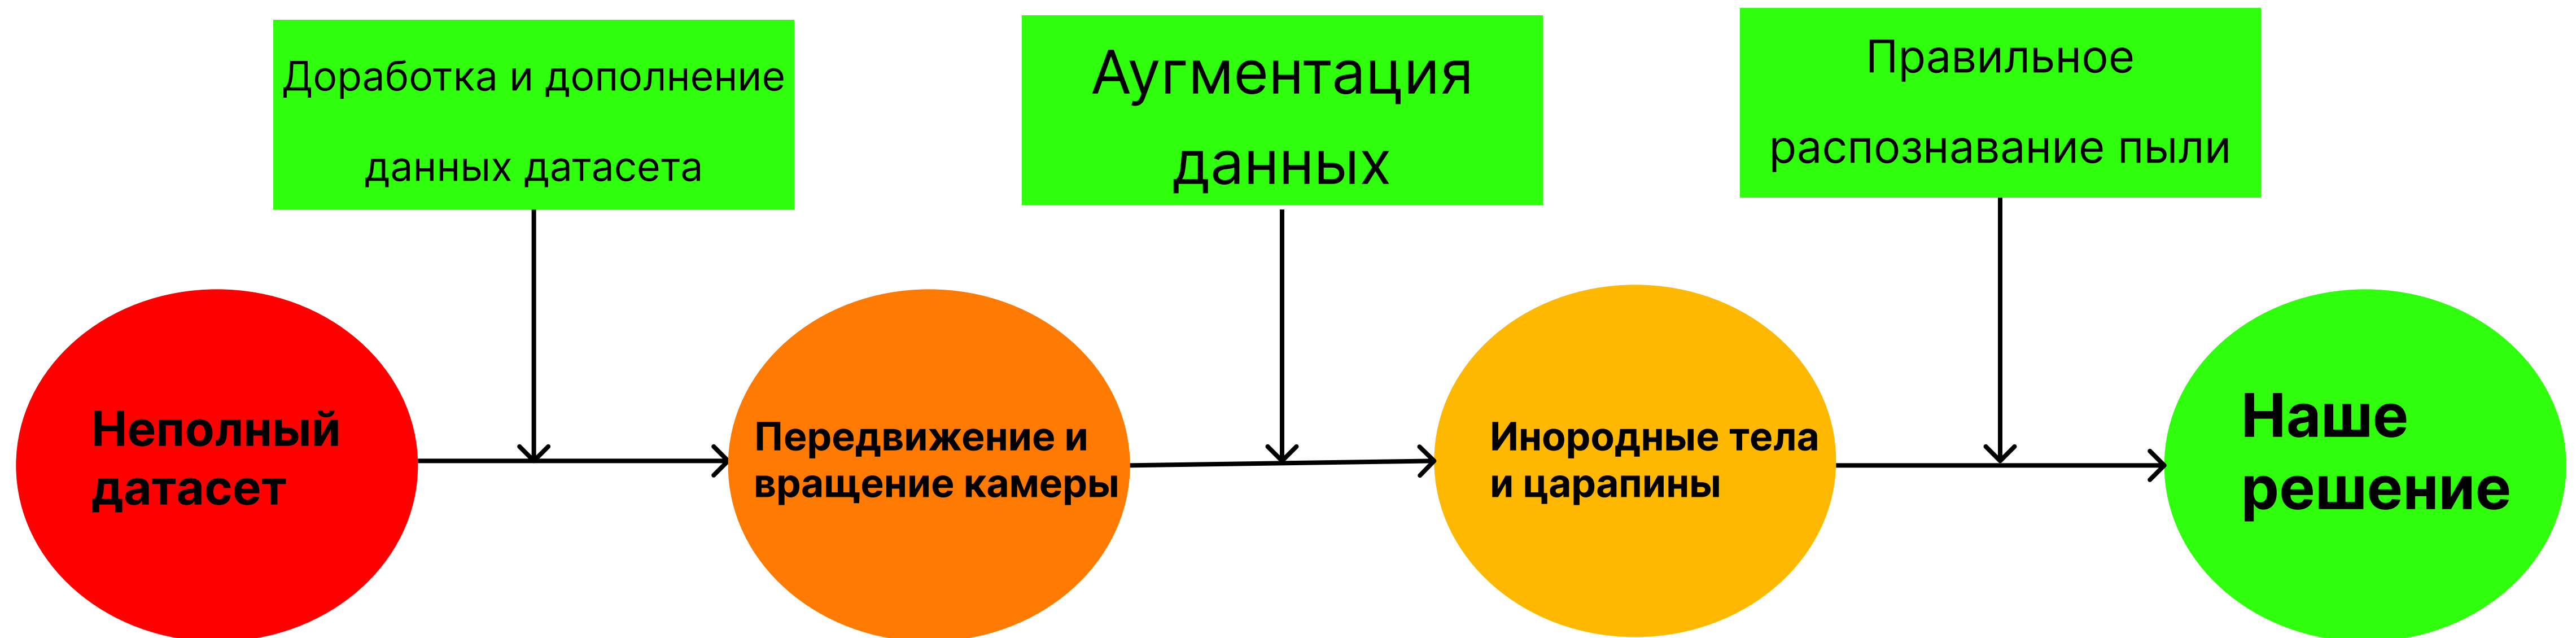 Доработка и дополнение
данных датасета
Аугментация
данных
Правильное
распознавание пыли
Неполный
датасет
Передвижение и
вращение камеры
Инородные тела
и царапины
Наше
решение